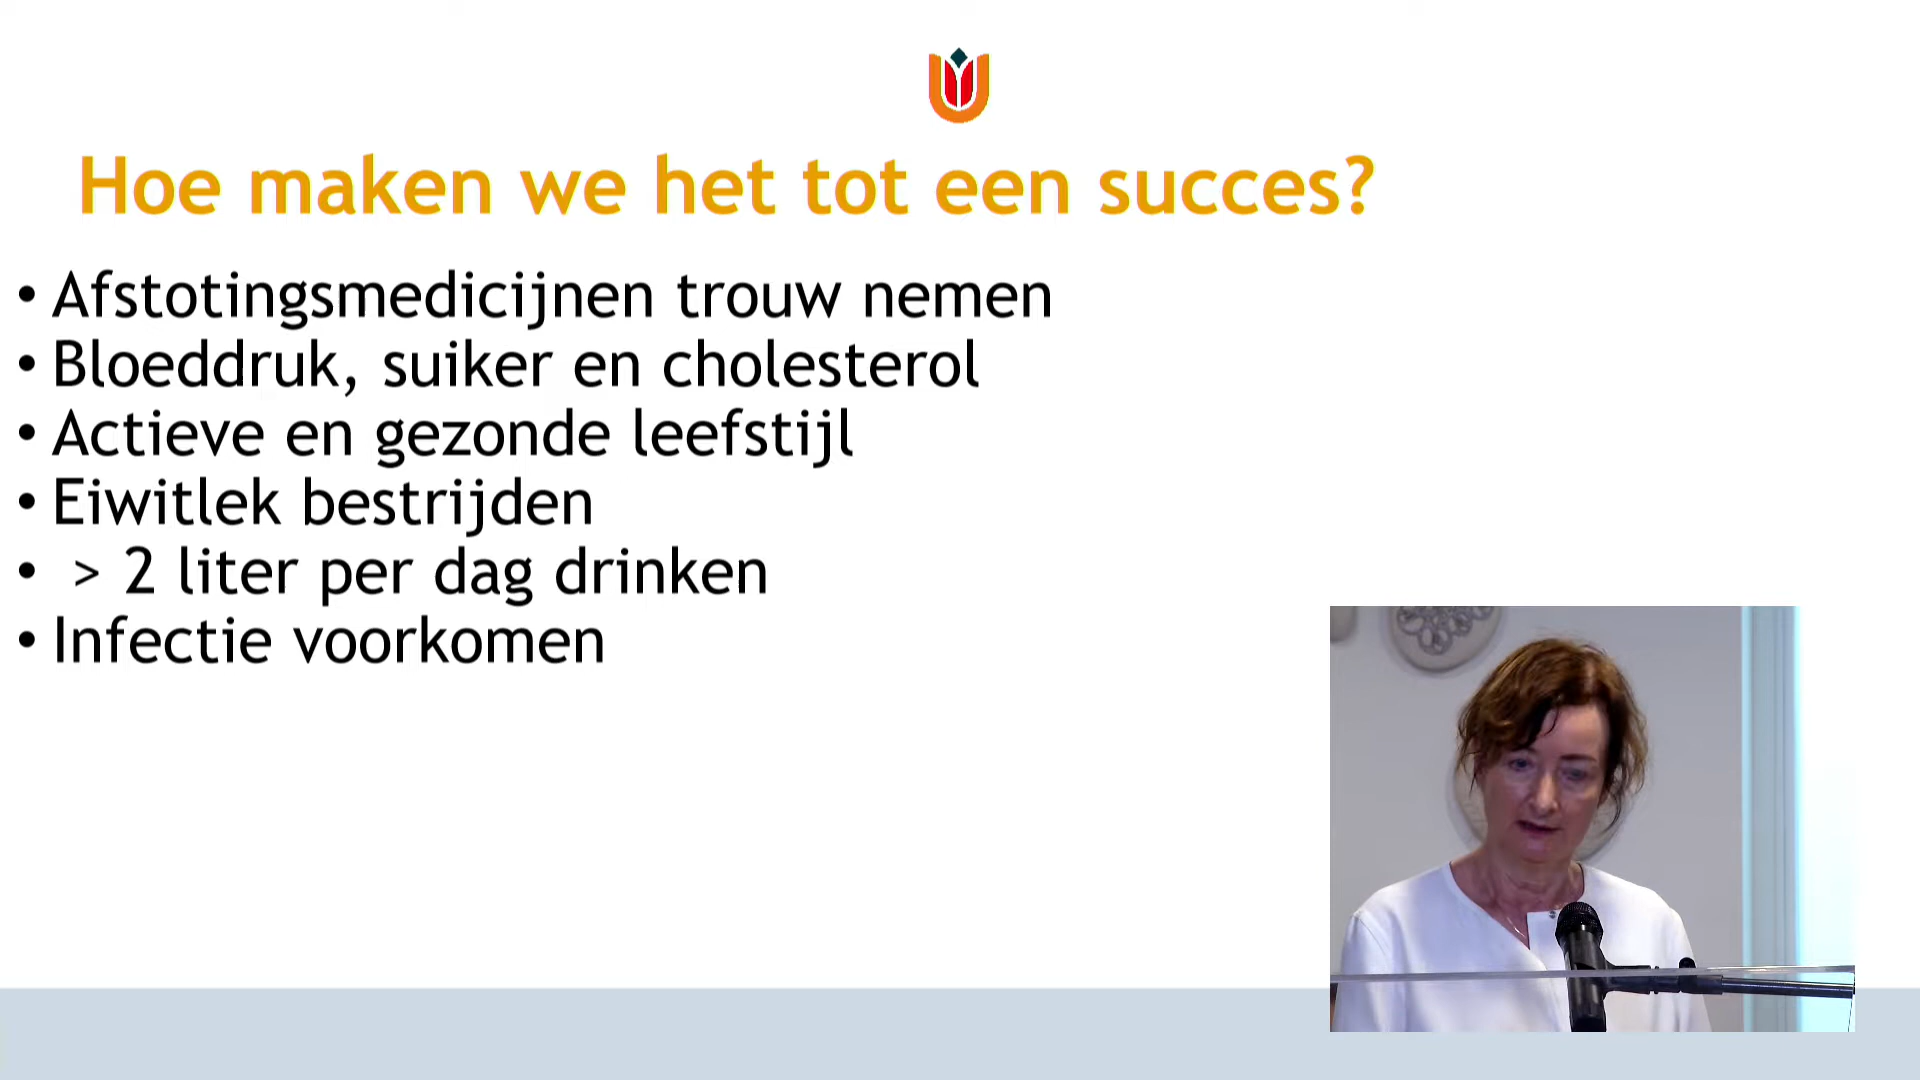 Hoe maken we het tot een succes?
• Afstotingsmedicijnen trouw nemen
• Bloeddruk, suiker en cholesterol
• Actieve en gezonde leefstijl
• Eiwitlek bestrijden
• > 2 liter per dag drinken
• Infectie voorkomen